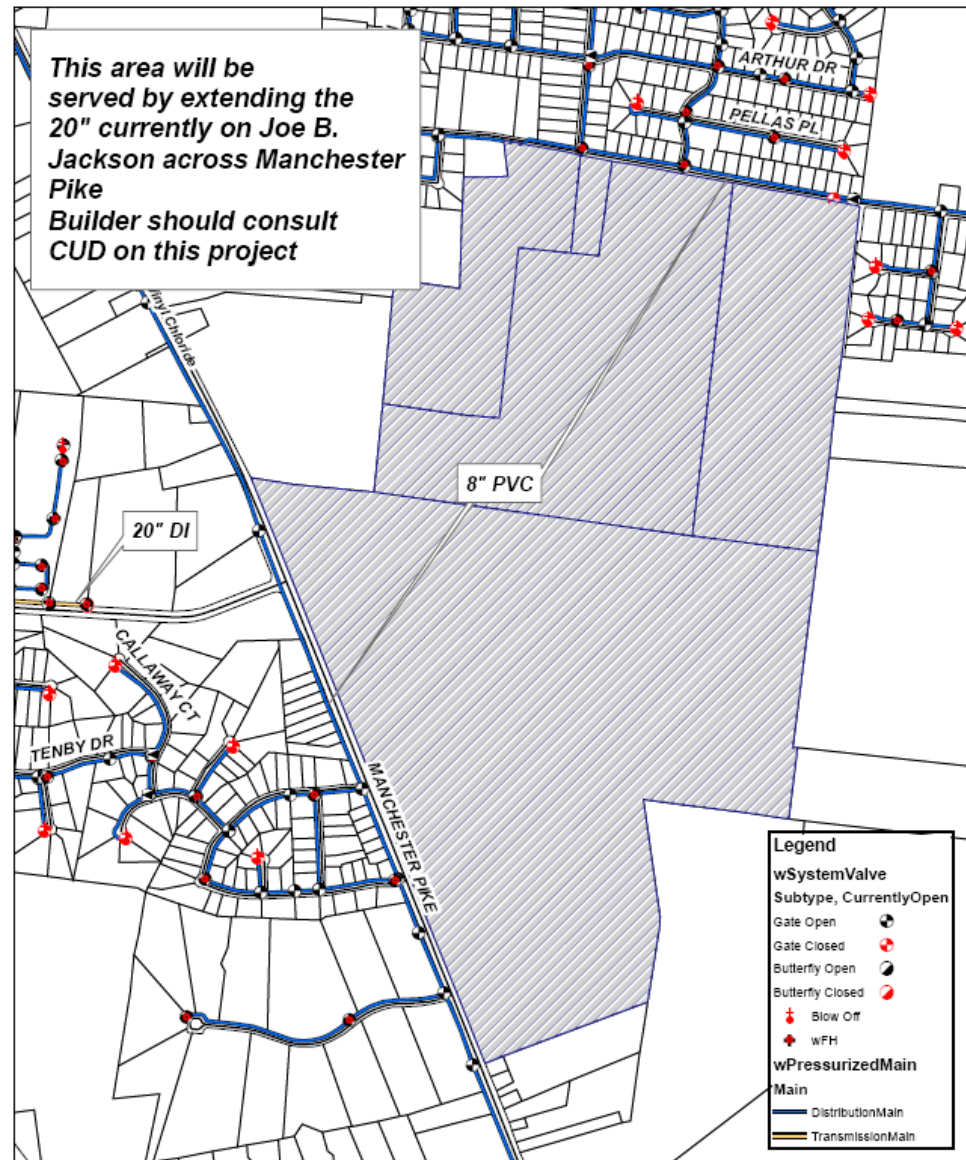 This area will be
served by extending the
20" currently on Joe B.
Jackson across Manchester
Pike
Builder should consult
CUD on this project
ARTHUR DR
PELLAS PL
Vinyl Chloride
8" PVC
20" DI
CALLAWAY CT
TENBY DR
MANCHESTER PIKE
Legend
wSystemValve
Subtype, CurrentlyOpen
Gate Open
Gate Closed
Butterfly Open
Butterfly Closed
Blow Off
wFH
wPressurizedMain
Main
DistributionMain
TransmissionMain